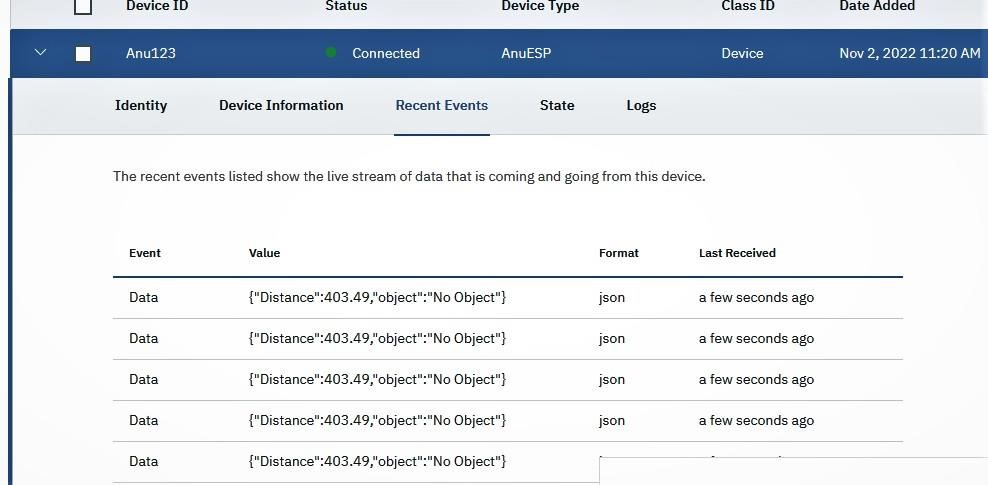 Device ID Status Device Type Class ID Date Added
Anu123 Connected AnuESP Device Nov 2, 2022 11:20 AM
Identity Device Information Recent Events State Logs
The recent events listed show the live stream of data that is coming and going from this device.
Event Value Format Last Received
Data {"Distance":403.49,"object":"No Object"} json a few seconds ago
Data {"Distance":403.49,"object":"No Object"} json a few seconds ago
Data {"Distance":403.49,"object":"No Object"} json a few seconds ago
Data {"Distance":403.49,"object":"No Object"} json a few seconds ago
Data {"Distance":403.49,"object":"No Object"}